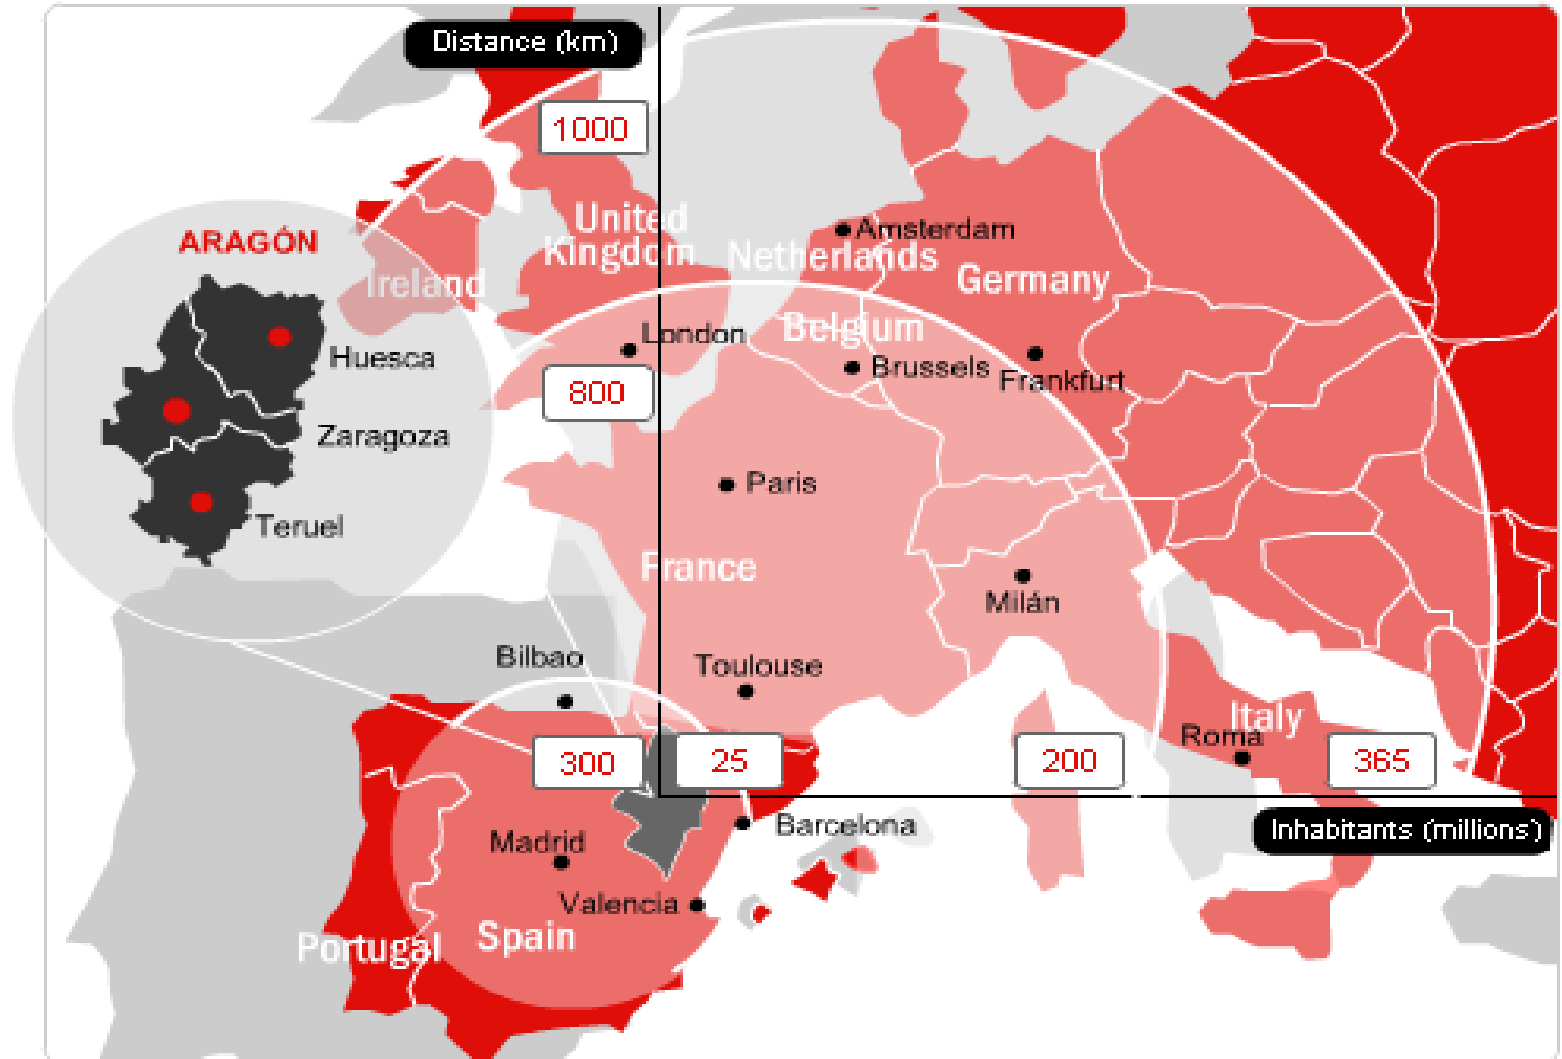 Distance (km)
1000
United
Kingdom
Amsterdam
Netherlands
ARAGÓN
Ireland
Germany
Belgium
London
Huesca
Brussels
Frankfurt
800
Zaragoza
Paris
Teruel
France
Milán
Bilbao
Toulouse
Italy
Roma
300
25
200
365
Barcelona
Inhabitants (millions)
Madrid
Valencia
Spain
Portugal